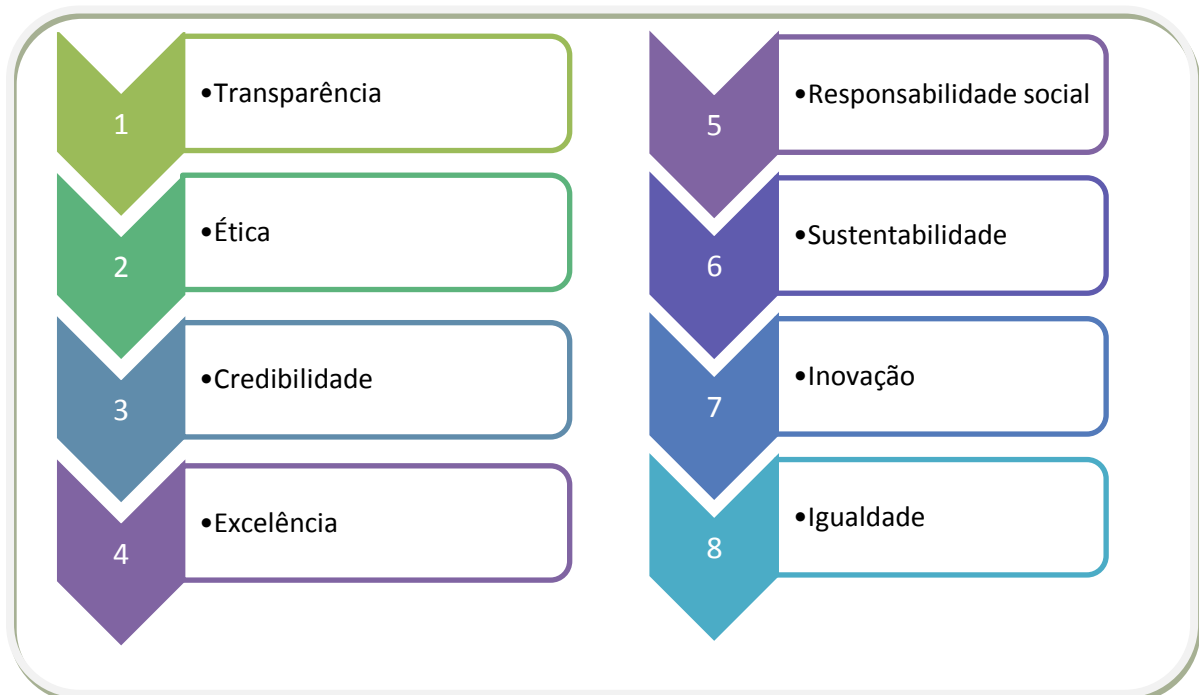 1
•Transparência
2
•Ética
3
•Credibilidade
4
•Excelência
5
•Responsabilidade social
6
•Sustentabilidade
7
•Inovação
8
•Igualdade